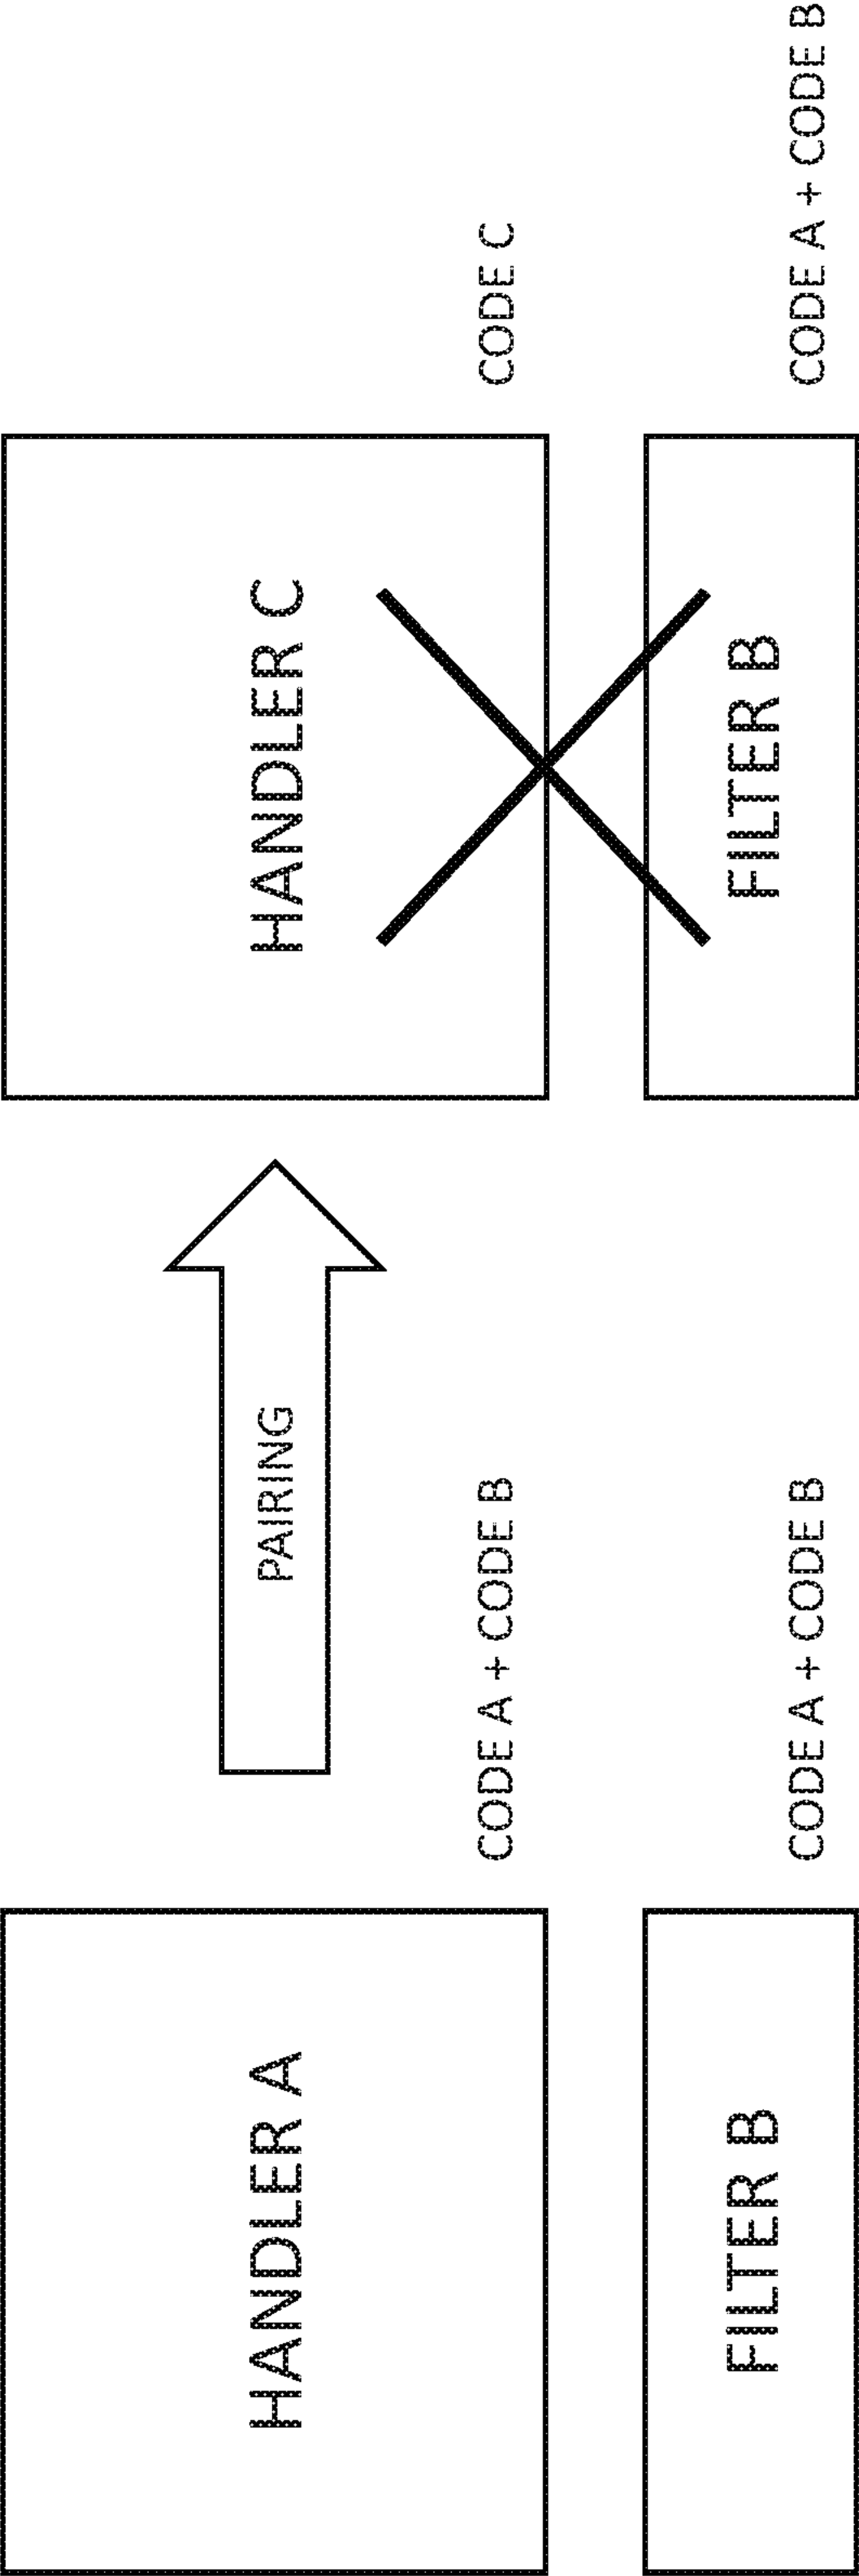 HANDLER A
CODE A + CODE B
FILTER B
CODE A + CODE B
PAIRING
HANDLER C
CODE C
FILTER B
CODE A + CODE B